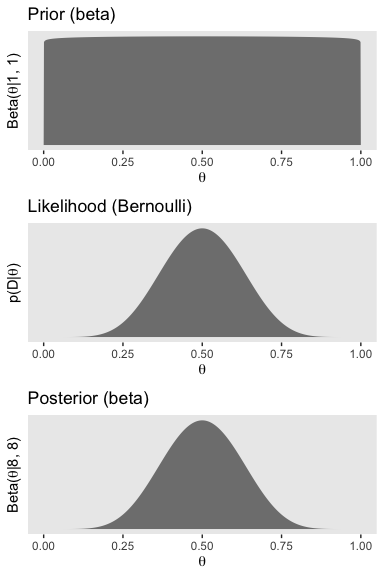 Prior (beta)
Beta(θ|1, 1)
0.00 0.25 0.50 0.75 1.00
θ
Likelihood (Bernoulli)
p(D|θ)
0.00 0.25 0.50 0.75 1.00
θ
Posterior (beta)
Beta(θ|8, 8)
0.00 0.25 0.50 0.75 1.00
θ